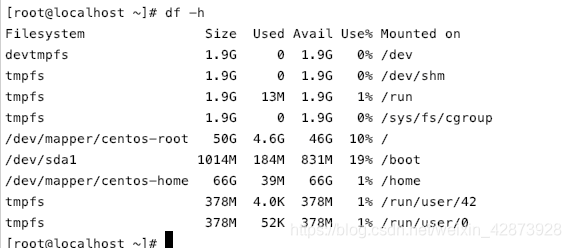 [root@localhost ~]# df -h
Filesystem Size Used Avail Use% Mounted on
devtmpfs 1.9G 0 1.9G 0% /dev
tmpfs 1.9G 0 1.9G 0% /dev/shm
tmpfs 1.9G 13M 1.9G 1% /run
tmpfs 1.9G 0 1.9G 0% /sys/fs/cgroup
/dev/mapper/centos-root 50G 4.6G 46G 10% /
/dev/sda1 1014M 184M 831M 19% /boot
/dev/mapper/centos-home 66G 39M 66G 1% /home
tmpfs 378M 4.0K 378M 1% /run/user/42
tmpfs 378M 52K 378M 1% /run/user/0
https://blog.csdn.net/weixin_42873928
[root@localhost ~]#